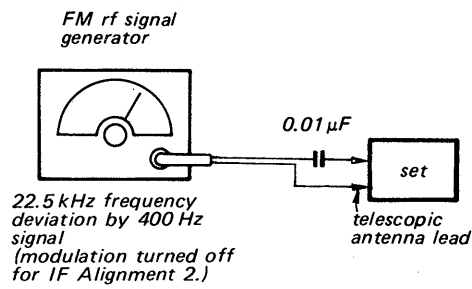 FM rf signal
generator
0.01 µF
set
22.5 kHz frequency
deviation by 400 Hz
signal
(modulation turned off
for IF Alignment 2.)
telescopic
antenna lead